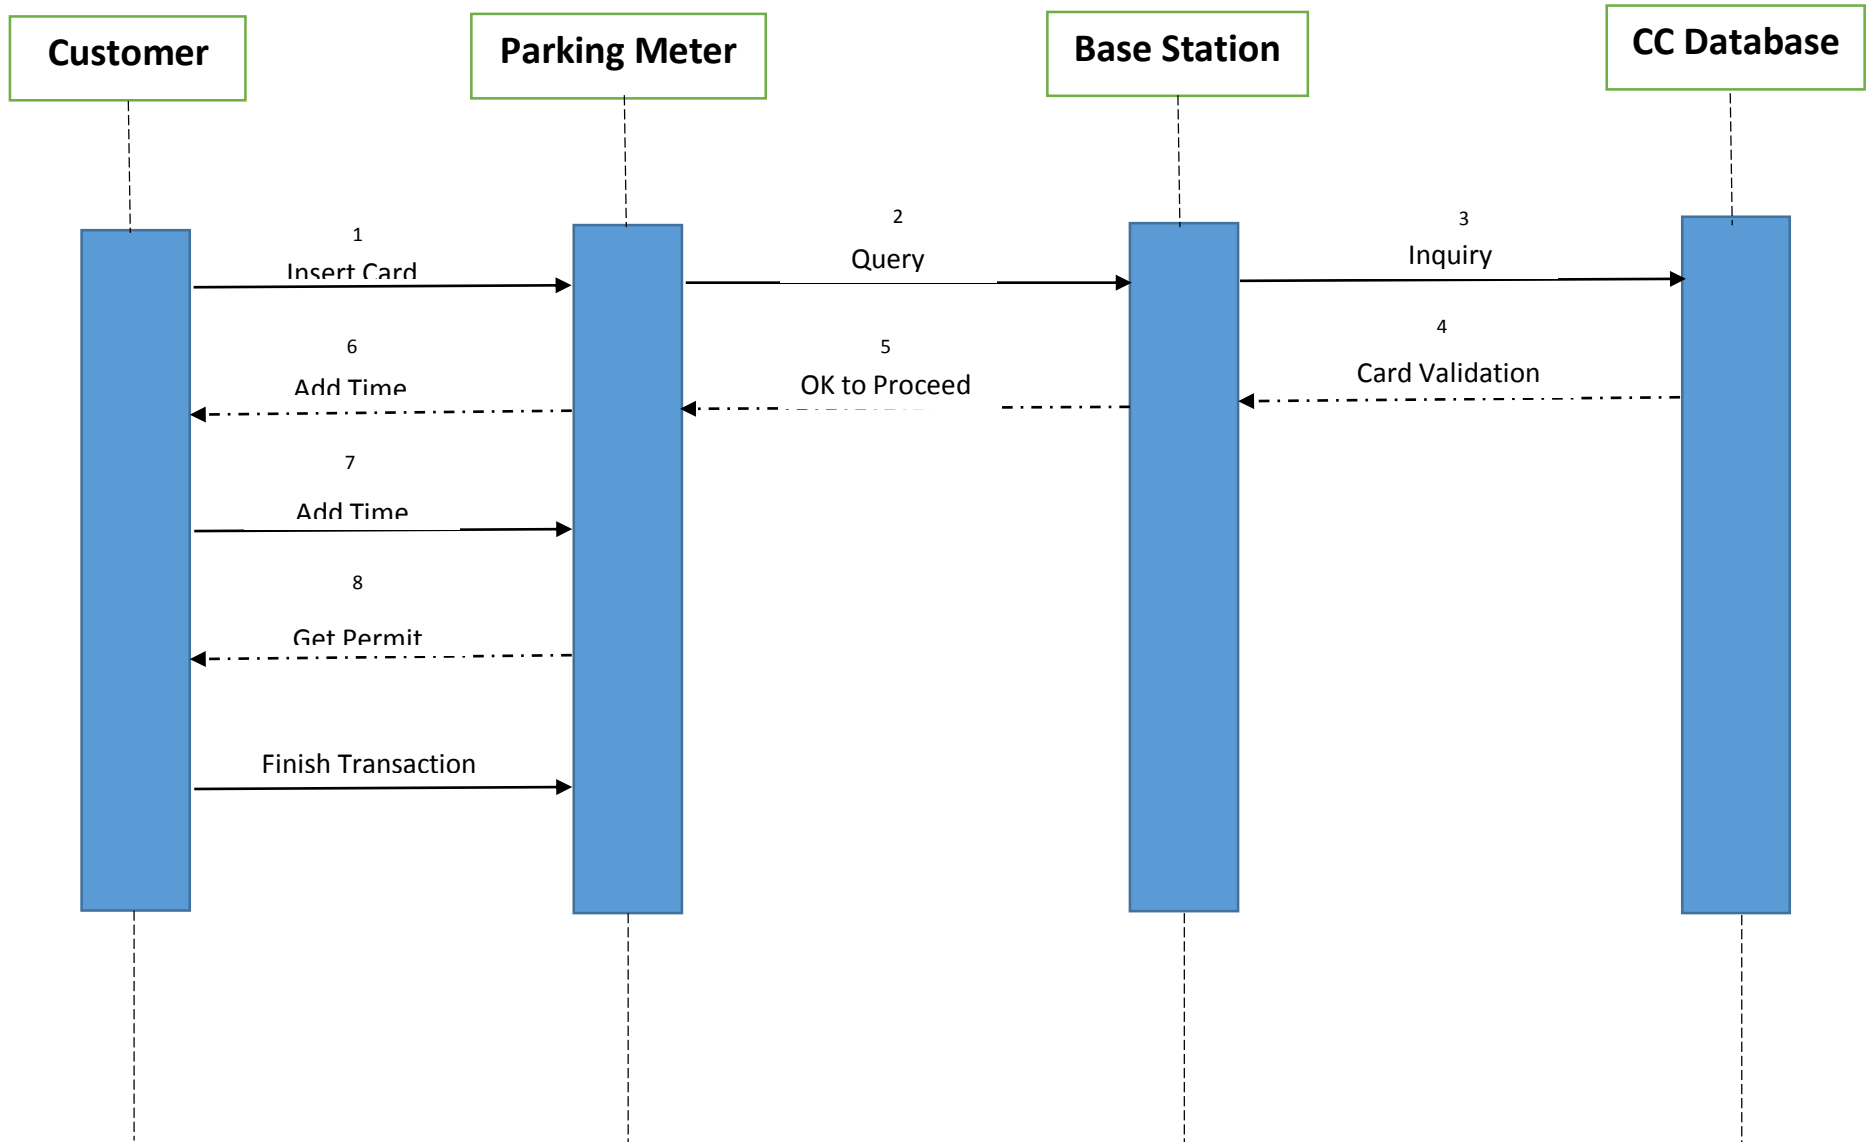 Customer
Parking Meter
Base Station
CC Database
1
Insert Card
2
Query
3
Inquiry
6
Add Time
5
OK to Proceed
4
Card Validation
7
Add Time
8
Get Permit
Finish Transaction